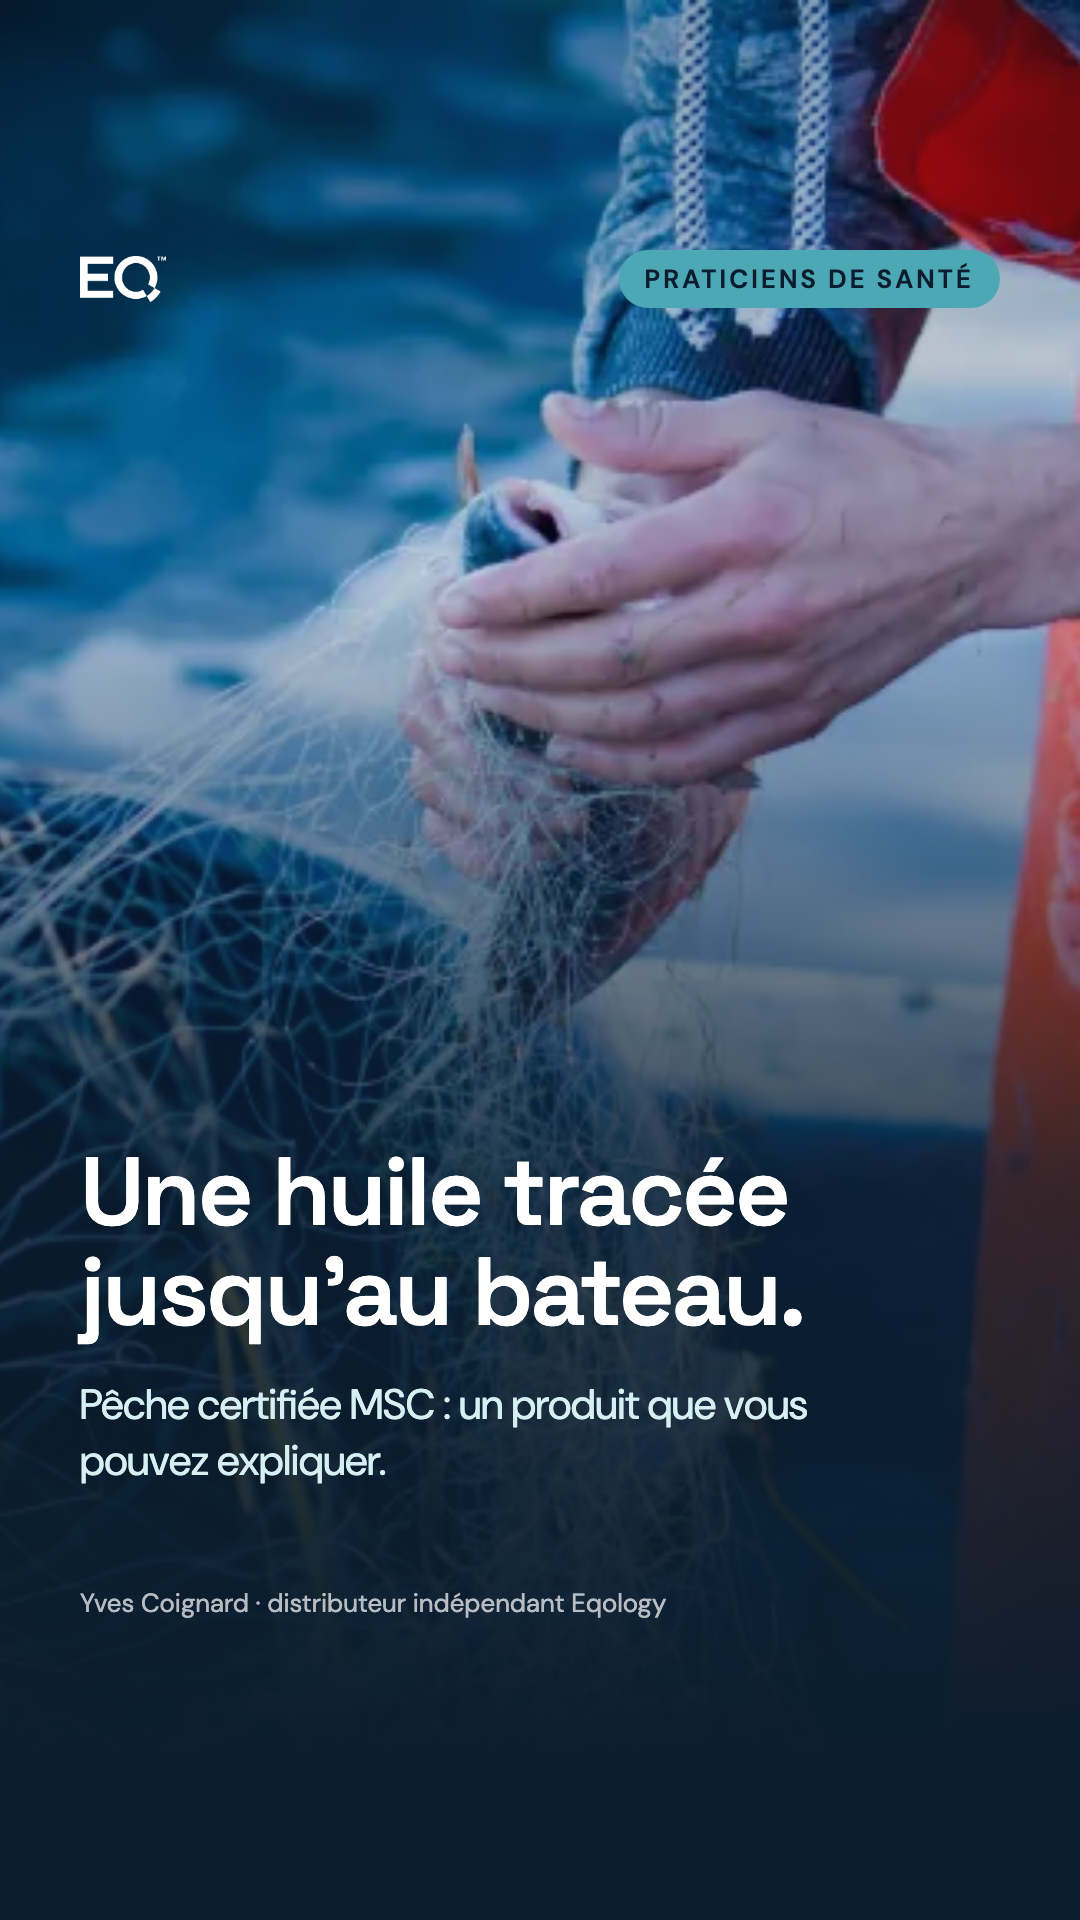 EQ™
PRATICIENS DE SANTÉ
Une huile tracée
jusqu’au bateau.
Pêche certifiée MSC : un produit que vous
pouvez expliquer.
Yves Coignard · distributeur indépendant Eqology